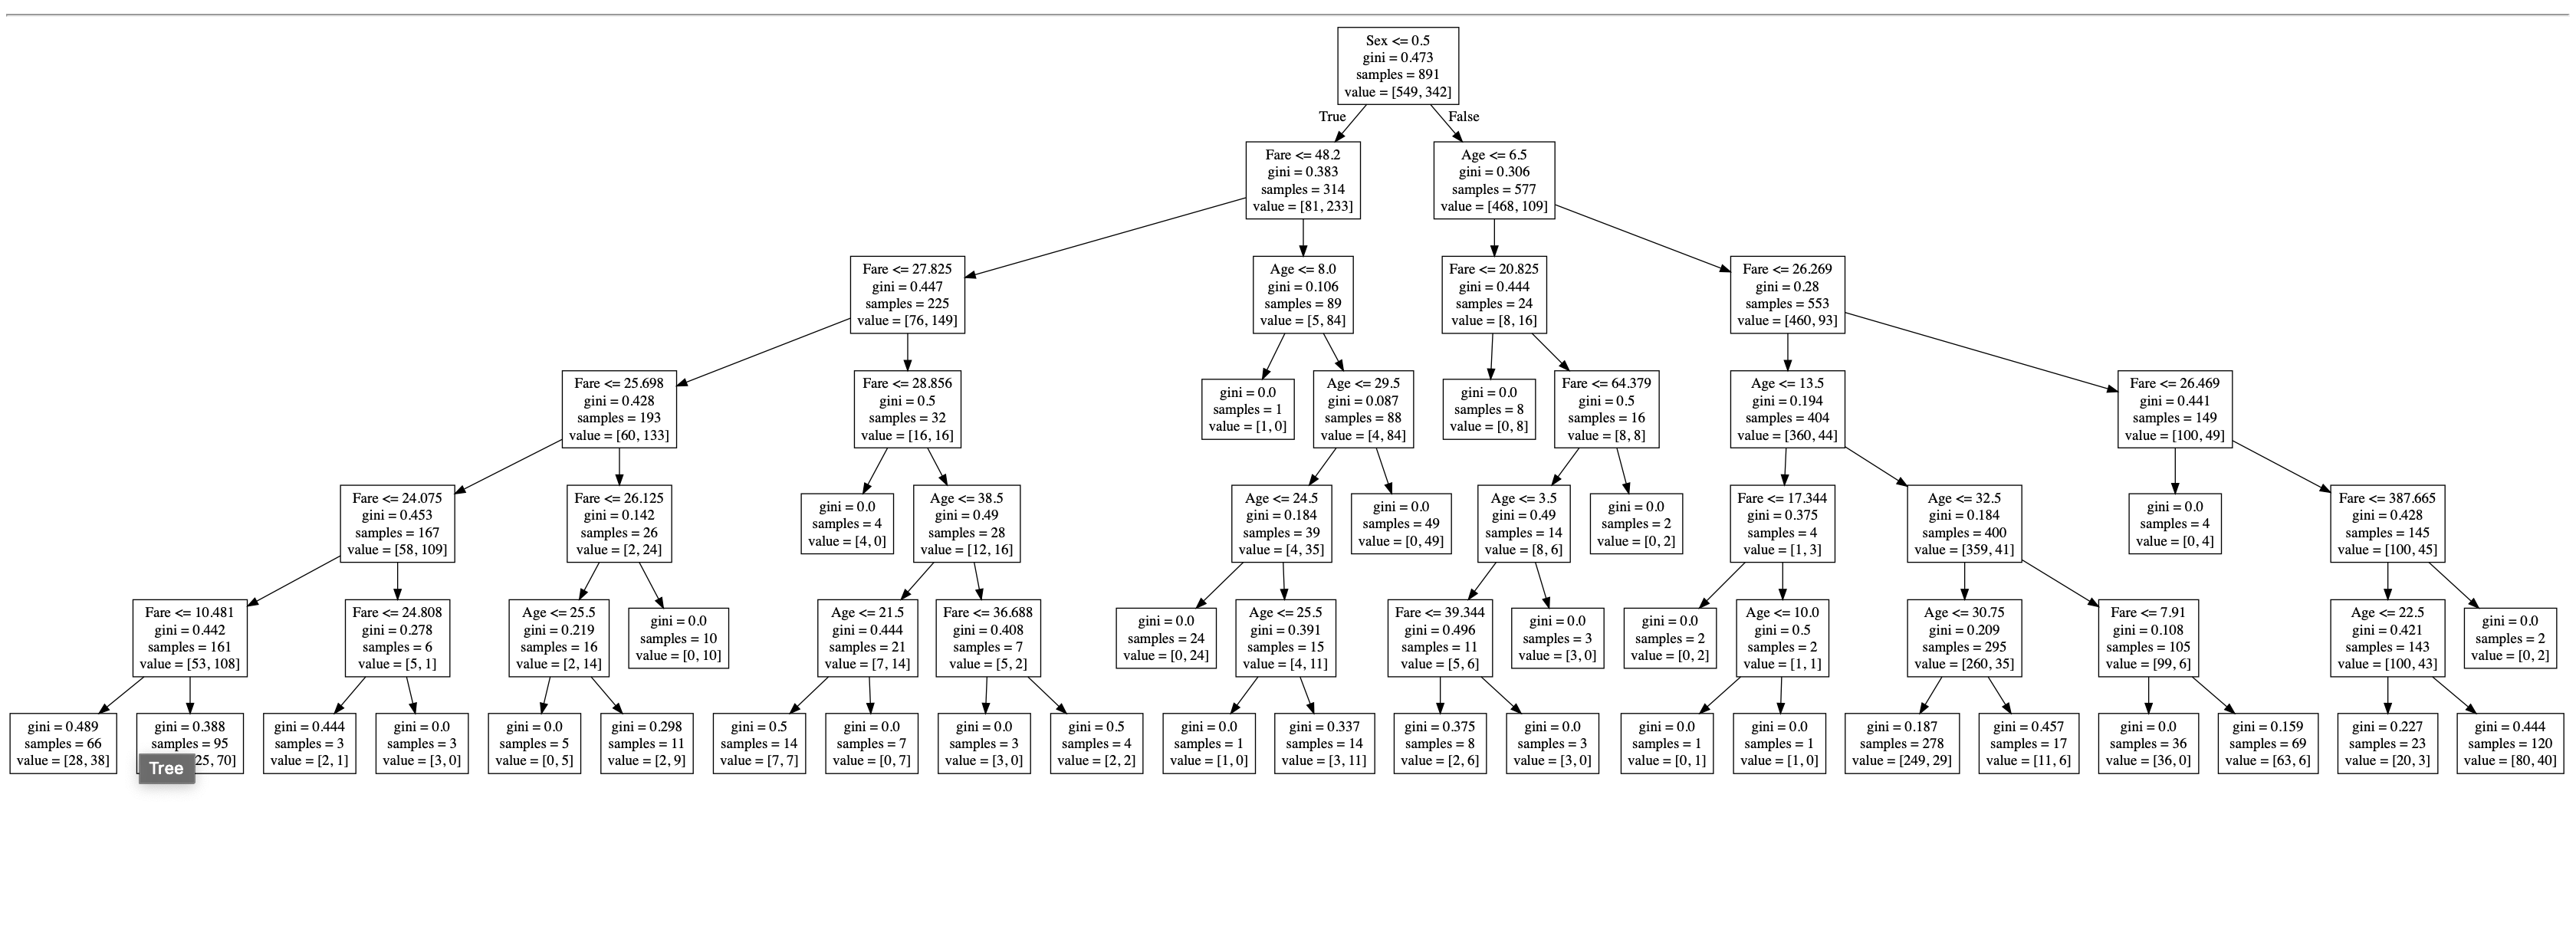 Sex <= 0.5
gini = 0.473
samples = 891
value = [549, 342]
True
False
Fare <= 48.2
gini = 0.383
samples = 314
value = [81, 233]
Age <= 6.5
gini = 0.306
samples = 577
value = [468, 109]
Fare <= 27.825
gini = 0.447
samples = 225
value = [76, 149]
Age <= 8.0
gini = 0.106
samples = 89
value = [5, 84]
Fare <= 20.825
gini = 0.444
samples = 24
value = [8, 16]
Fare <= 26.269
gini = 0.28
samples = 553
value = [460, 93]
Fare <= 25.698
gini = 0.428
samples = 193
value = [60, 133]
Fare <= 28.856
gini = 0.5
samples = 32
value = [16, 16]
gini = 0.0
samples = 1
value = [1, 0]
Age <= 29.5
gini = 0.087
samples = 88
value = [4, 84]
gini = 0.0
samples = 8
value = [0, 8]
Fare <= 64.379
gini = 0.5
samples = 16
value = [8, 8]
Age <= 13.5
gini = 0.194
samples = 404
value = [360, 44]
Fare <= 26.469
gini = 0.441
samples = 149
value = [100, 49]
Fare <= 24.075
gini = 0.453
samples = 167
value = [58, 109]
Fare <= 26.125
gini = 0.142
samples = 26
value = [2, 24]
gini = 0.0
samples = 4
value = [4, 0]
Age <= 38.5
gini = 0.49
samples = 28
value = [12, 16]
Age <= 24.5
gini = 0.184
samples = 39
value = [4, 35]
gini = 0.0
samples = 49
value = [0, 49]
Age <= 3.5
gini = 0.49
samples = 14
value = [8, 6]
gini = 0.0
samples = 2
value = [0, 2]
Fare <= 17.344
gini = 0.375
samples = 4
value = [1, 3]
Age <= 32.5
gini = 0.184
samples = 400
value = [359, 41]
gini = 0.0
samples = 4
value = [0, 4]
Fare <= 387.665
gini = 0.428
samples = 145
value = [100, 45]
Fare <= 10.481
gini = 0.442
samples = 161
value = [53, 108]
Fare <= 24.808
gini = 0.278
samples = 6
value = [5, 1]
Age <= 25.5
gini = 0.219
samples = 16
value = [2, 14]
gini = 0.0
samples = 10
value = [0, 10]
Age <= 21.5
gini = 0.444
samples = 21
value = [7, 14]
Fare <= 36.688
gini = 0.408
samples = 7
value = [5, 2]
gini = 0.0
samples = 24
value = [0, 24]
Age <= 25.5
gini = 0.391
samples = 15
value = [4, 11]
Fare <= 39.344
gini = 0.496
samples = 11
value = [5, 6]
gini = 0.0
samples = 3
value = [3, 0]
gini = 0.0
samples = 2
value = [0, 2]
Age <= 10.0
gini = 0.5
samples = 2
value = [1, 1]
Age <= 30.75
gini = 0.209
samples = 295
value = [260, 35]
Fare <= 7.91
gini = 0.108
samples = 105
value = [99, 6]
Age <= 22.5
gini = 0.421
samples = 143
value = [100, 43]
gini = 0.0
samples = 2
value = [0, 2]
gini = 0.489
samples = 66
value = [28, 38]
gini = 0.388
samples = 95
25, 70]
Tree
gini = 0.444
samples = 3
value = [2, 1]
gini = 0.0
samples = 3
value = [3, 0]
gini = 0.0
samples = 5
value = [0, 5]
gini = 0.298
samples = 11
value = [2, 9]
gini = 0.5
samples = 14
value = [7, 7]
gini = 0.0
samples = 7
value = [0, 7]
gini = 0.0
samples = 3
value = [3, 0]
gini = 0.5
samples = 4
value = [2, 2]
gini = 0.0
samples = 1
value = [1, 0]
gini = 0.337
samples = 14
value = [3, 11]
gini = 0.375
samples = 8
value = [2, 6]
gini = 0.0
samples = 3
value = [3, 0]
gini = 0.0
samples = 1
value = [0, 1]
gini = 0.0
samples = 1
value = [1, 0]
gini = 0.187
samples = 278
value = [249, 29]
gini = 0.457
samples = 17
value = [11, 6]
gini = 0.0
samples = 36
value = [36, 0]
gini = 0.159
samples = 69
value = [63, 6]
gini = 0.227
samples = 23
value = [20, 3]
gini = 0.444
samples = 120
value = [80, 40]